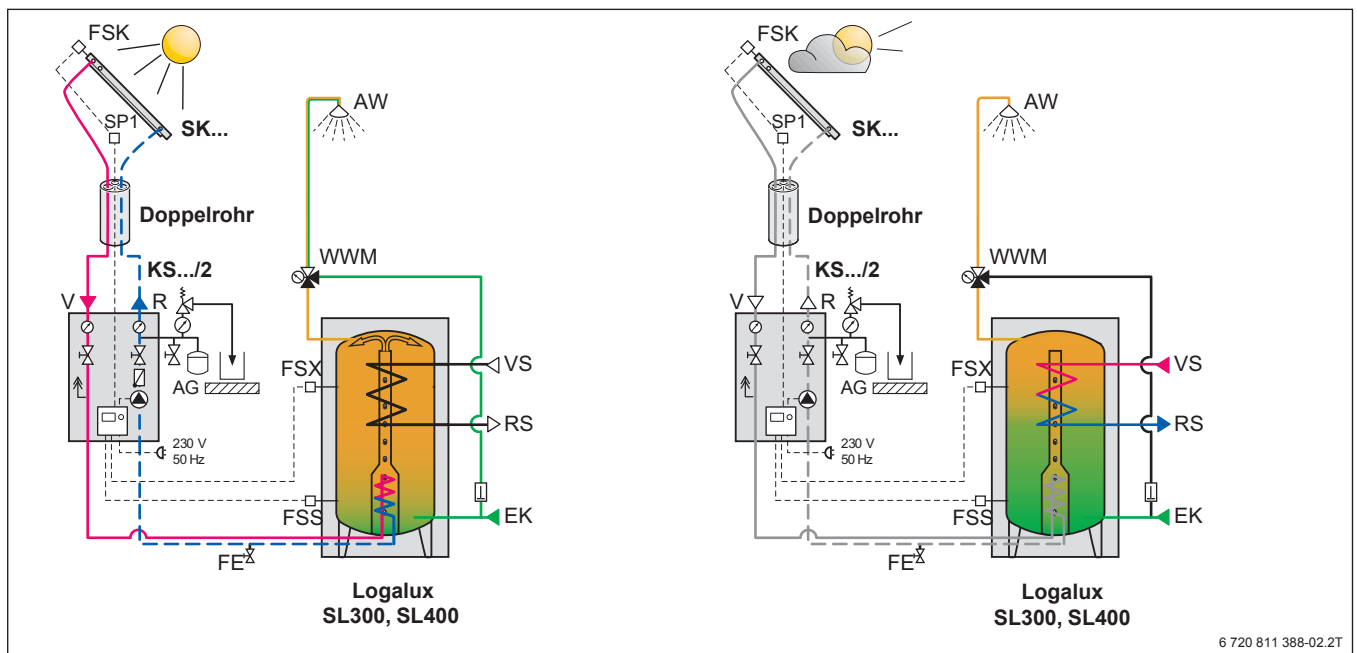 FSK
SP1
SK...
AW
Doppelrohr
WWM
KS.../2
V
R
AG
FSX
VS
RS
230 V
50 Hz
FSS
EK
FE
Logalux
SL300, SL400
FSK
SP1
SK...
AW
Doppelrohr
WWM
KS.../2
V
R
AG
FSX
VS
RS
230 V
50 Hz
FSS
EK
FE
Logalux
SL300, SL400
6 720 811 388-02.2T